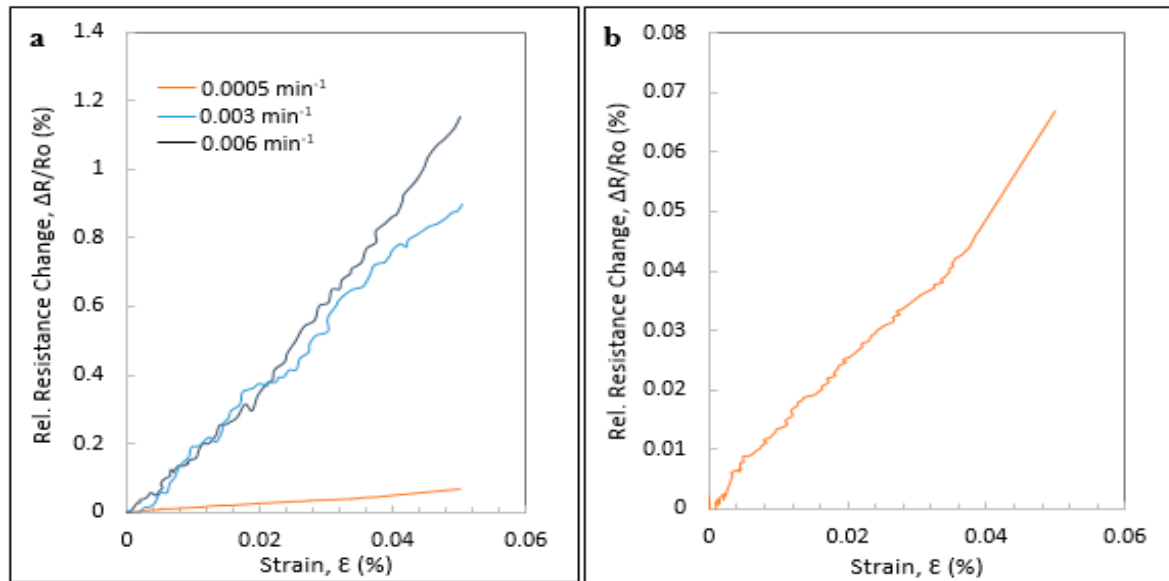 a
Rel. Resistance Change, ΔR/Ro (%)
1.4
1.2
1
0.8
0.6
0.4
0.2
0
0.0005 min⁻¹
0.003 min⁻¹
0.006 min⁻¹
0
0.02
0.04
0.06
Strain, Ɛ (%)
b
Rel. Resistance Change, ΔR/Ro (%)
0.08
0.07
0.06
0.05
0.04
0.03
0.02
0.01
0
0
0.02
0.04
0.06
Strain, Ɛ (%)